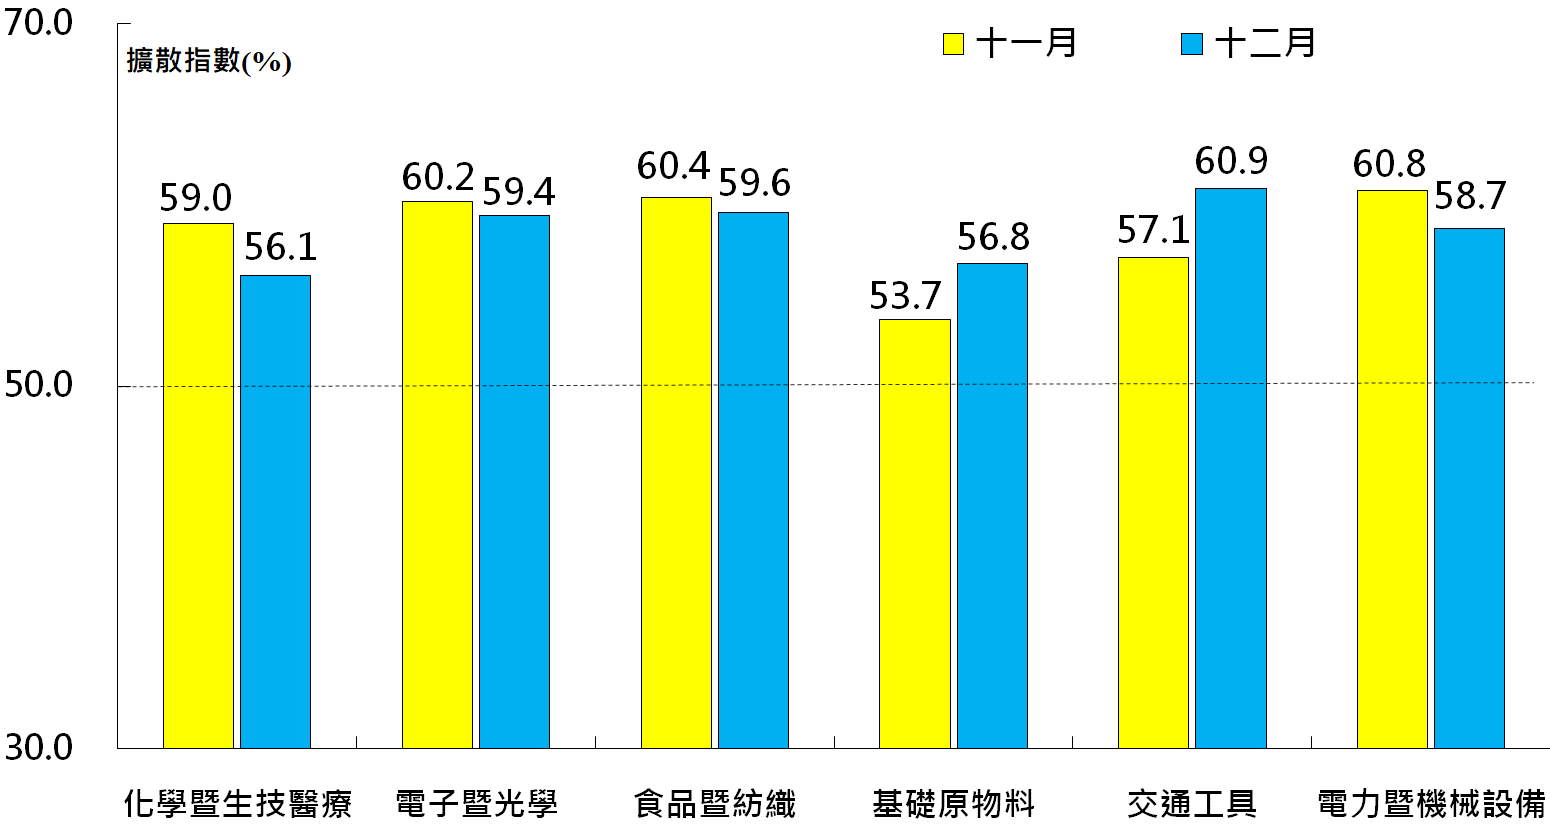 70.0
擴散指數(%)
十一月
十二月
59.0
56.1
60.2
59.4
60.4
59.6
53.7
56.8
57.1
60.9
60.8
58.7
50.0
30.0
化學暨生技醫療
電子暨光學
食品暨紡織
基礎原物料
交通工具
電力暨機械設備